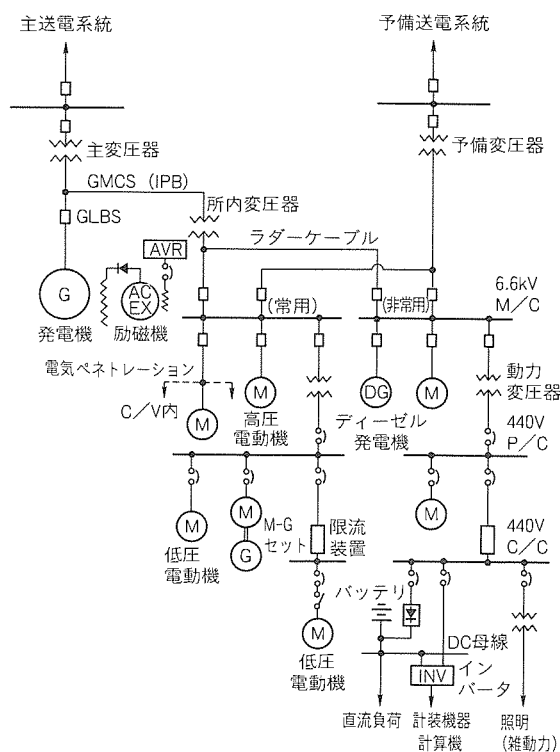 主送電系統
予備送電系統
主変圧器
予備変圧器
GMCS (IPB)
所内変圧器
GLBS
ラダーケーブル
AVR
G
AC
EX
発電機
励磁機
(常用)
(非常用)
6.6kV
M/C
電気ペネトレーション
C/V内
M
M
高圧
電動機
DG
ディーゼル
発電機
M
動力
変圧器
440V
P/C
M
低圧
電動機
M
G
M-G
セット
限流
装置
M
440V
C/C
M
低圧
電動機
バッテリ
DC母線
INV
イン
バータ
直流負荷
計装機器
計算機
照明
(雑動力)